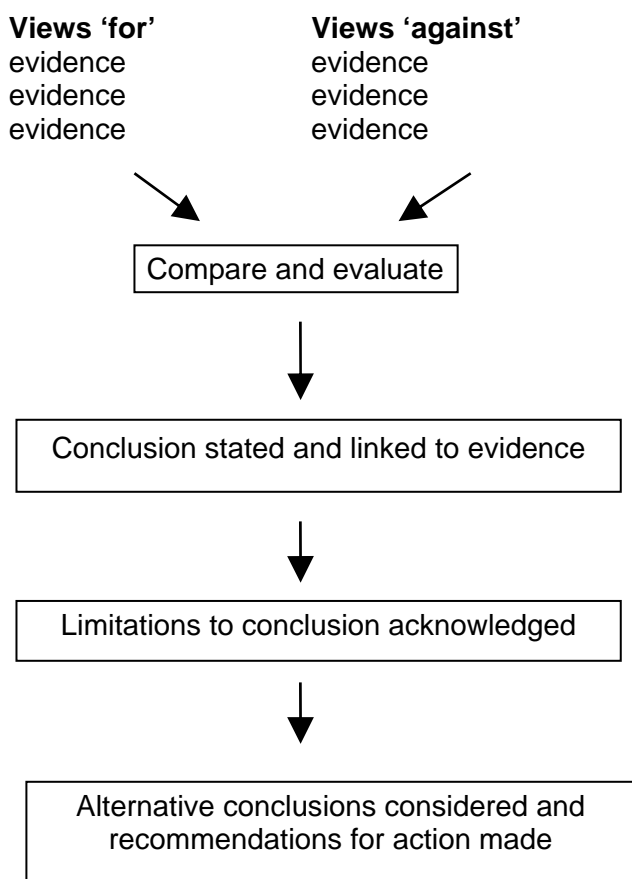 Views ‘for’
evidence
evidence
evidence
Views ‘against’
evidence
evidence
evidence
Compare and evaluate
Conclusion stated and linked to evidence
Limitations to conclusion acknowledged
Alternative conclusions considered and
recommendations for action made